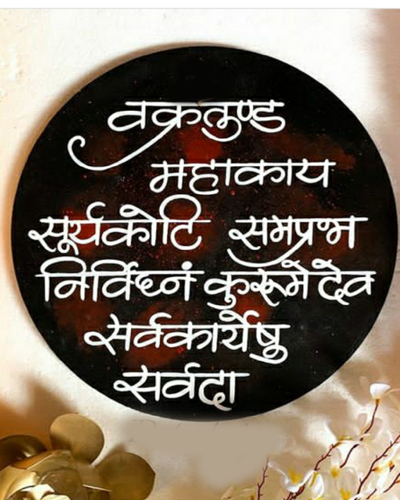 वक्रतुण्ड
महाकाय
सूर्यकोटि समप्रभ
निर्विघ्नं कुरूमे देव
सर्वकार्येषु
सर्वदा